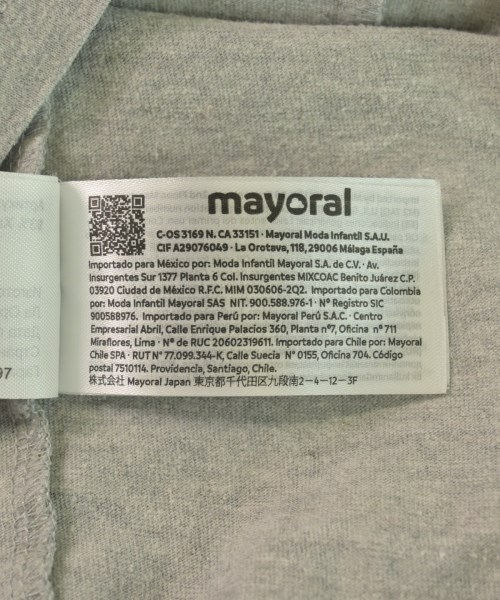 mayoral
C-OS 3169 N. CA 33151 · Mayoral Moda Infantil S.A.U.
CIF A29076049 · La Orotava, 118, 29006 Málaga España
Importado para México por: Moda Infantil Mayoral S.A. de C.V. · Av.
Insurgentes Sur 1377 Planta 6 Col. Insurgentes MIXCOAC Benito Juárez C.P.
03920 Ciudad de México R.F.C. MIM 030606-2Q2. Importado para Colombia
por: Moda Infantil Mayoral SAS NIT. 900.588.976-1 · Nº Registro SIC
900588976. Importado para Perú por: Mayoral Perú S.A.C. · Centro
Empresarial Abril, Calle Enrique Palacios 360, Planta nº7, Oficina nº 711
Miraflores, Lima · Nº de RUC 20602319611. Importado para Chile por: Mayoral
Chile SPA · RUT Nº 77.099.344-K, Calle Suecia Nº 0155, Oficina 704. Código
postal 7510114. Providencia, Santiago, Chile.
株式会社 Mayoral Japan 東京都千代田区九段南2-4-12-3F
97